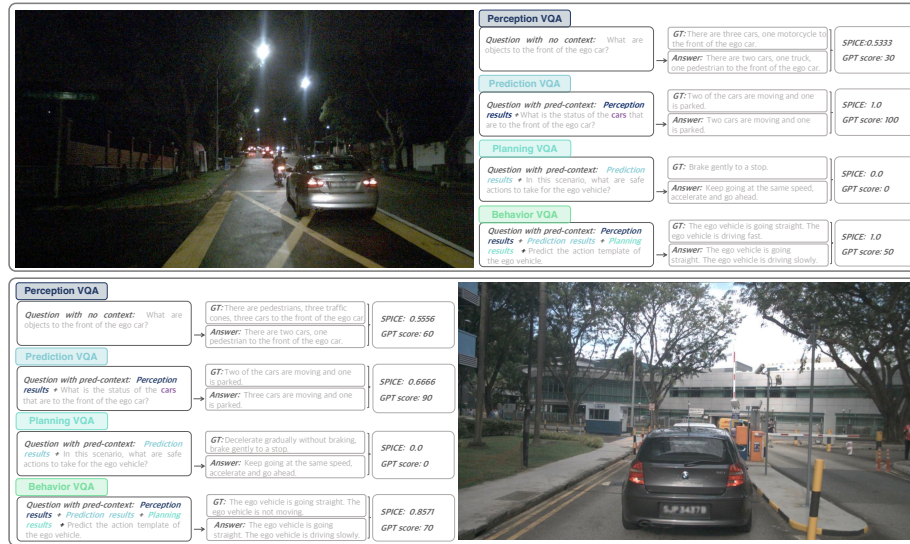 Perception VQA
Question with no context: What are
objects to the front of the ego car?
GT: There are three cars, one motorcycle to
the front of the ego car.
Answer: There are two cars, one truck,
one pedestrian to the front of the ego car.
SPICE:0.5333
GPT score: 30
Prediction VQA
Question with pred-context: Perception
results + What is the status of the cars that
are to the front of the ego car?
GT: Two of the cars are moving and one
is parked.
Answer: Two cars are moving and one
is parked.
SPICE: 1.0
GPT score: 100
Planning VQA
Question with pred-context: Prediction
results + In this scenario, what are safe
actions to take for the ego vehicle?
GT: Brake gently to a stop.
Answer: Keep going at the same speed,
accelerate and go ahead.
SPICE: 0.0
GPT score: 0
Behavior VQA
Question with pred-context: Perception
results + Prediction results + Planning
results + Predict the action template of
the ego vehicle.
GT: The ego vehicle is going straight. The
ego vehicle is driving fast.
Answer: The ego vehicle is going
straight. The ego vehicle is driving slowly.
SPICE: 1.0
GPT score: 50
Perception VQA
Question with no context: What are
objects to the front of the ego car?
GT: There are pedestrians, three traffic
cones, three cars to the front of the ego car
Answer: There are two cars, one
pedestrian to the front of the ego car.
SPICE: 0.5556
GPT score: 60
Prediction VQA
Question with pred-context: Perception
results + What is the status of the cars
that are to the front of the ego car?
GT: Two of the cars are moving and one
is parked.
Answer: Three cars are moving and one
is parked.
SPICE: 0.6666
GPT score: 90
Planning VQA
Question with pred-context: Prediction
results + In this scenario, what are safe
actions to take for the ego vehicle?
GT: Decelerate gradually without braking,
brake gently to a stop.
Answer: Keep going at the same speed,
accelerate and go ahead.
SPICE: 0.0
GPT score: 0
Behavior VQA
Question with pred-context: Perception
results + Prediction results + Planning
results + Predict the action template of
the ego vehicle.
GT: The ego vehicle is going straight. The
ego vehicle is not moving.
Answer: The ego vehicle is going
straight. The ego vehicle is driving slowly.
SPICE: 0.8571
GPT score: 70